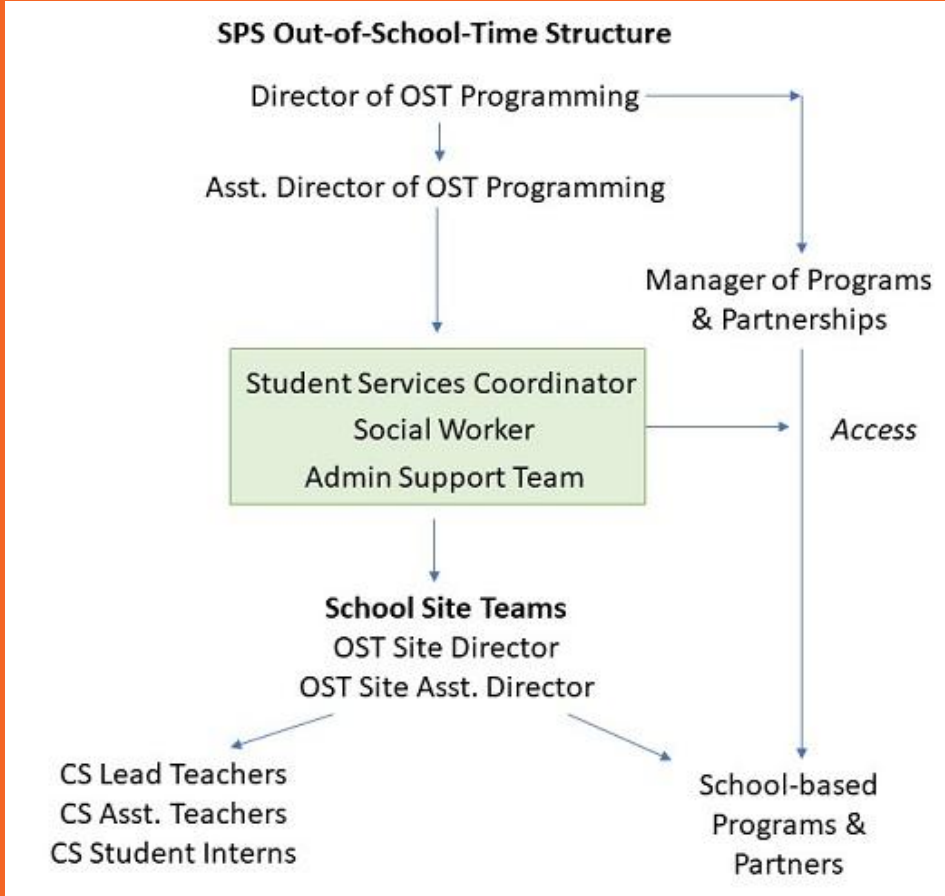 SPS Out-of-School-Time Structure
Director of OST Programming
Asst. Director of OST Programming
Manager of Programs
& Partnerships
Student Services Coordinator
Social Worker
Admin Support Team
Access
School Site Teams
OST Site Director
OST Site Asst. Director
CS Lead Teachers
CS Asst. Teachers
CS Student Interns
School-based
Programs &
Partners